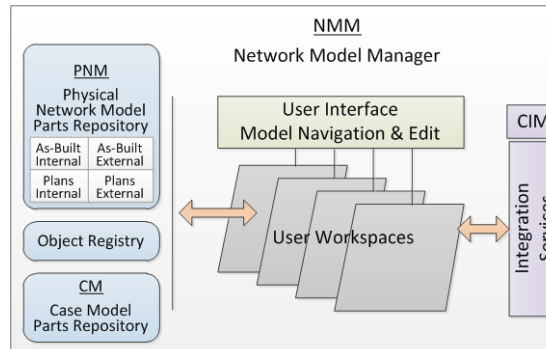 NMM
Network Model Manager
PNM
Physical
Network Model
Parts Repository
As-Built
Internal
As-Built
External
Plans
Internal
Plans
External
Object Registry
CM
Case Model
Parts Repository
User Interface
Model Navigation & Edit
User Workspaces
CIM
Integration
Services